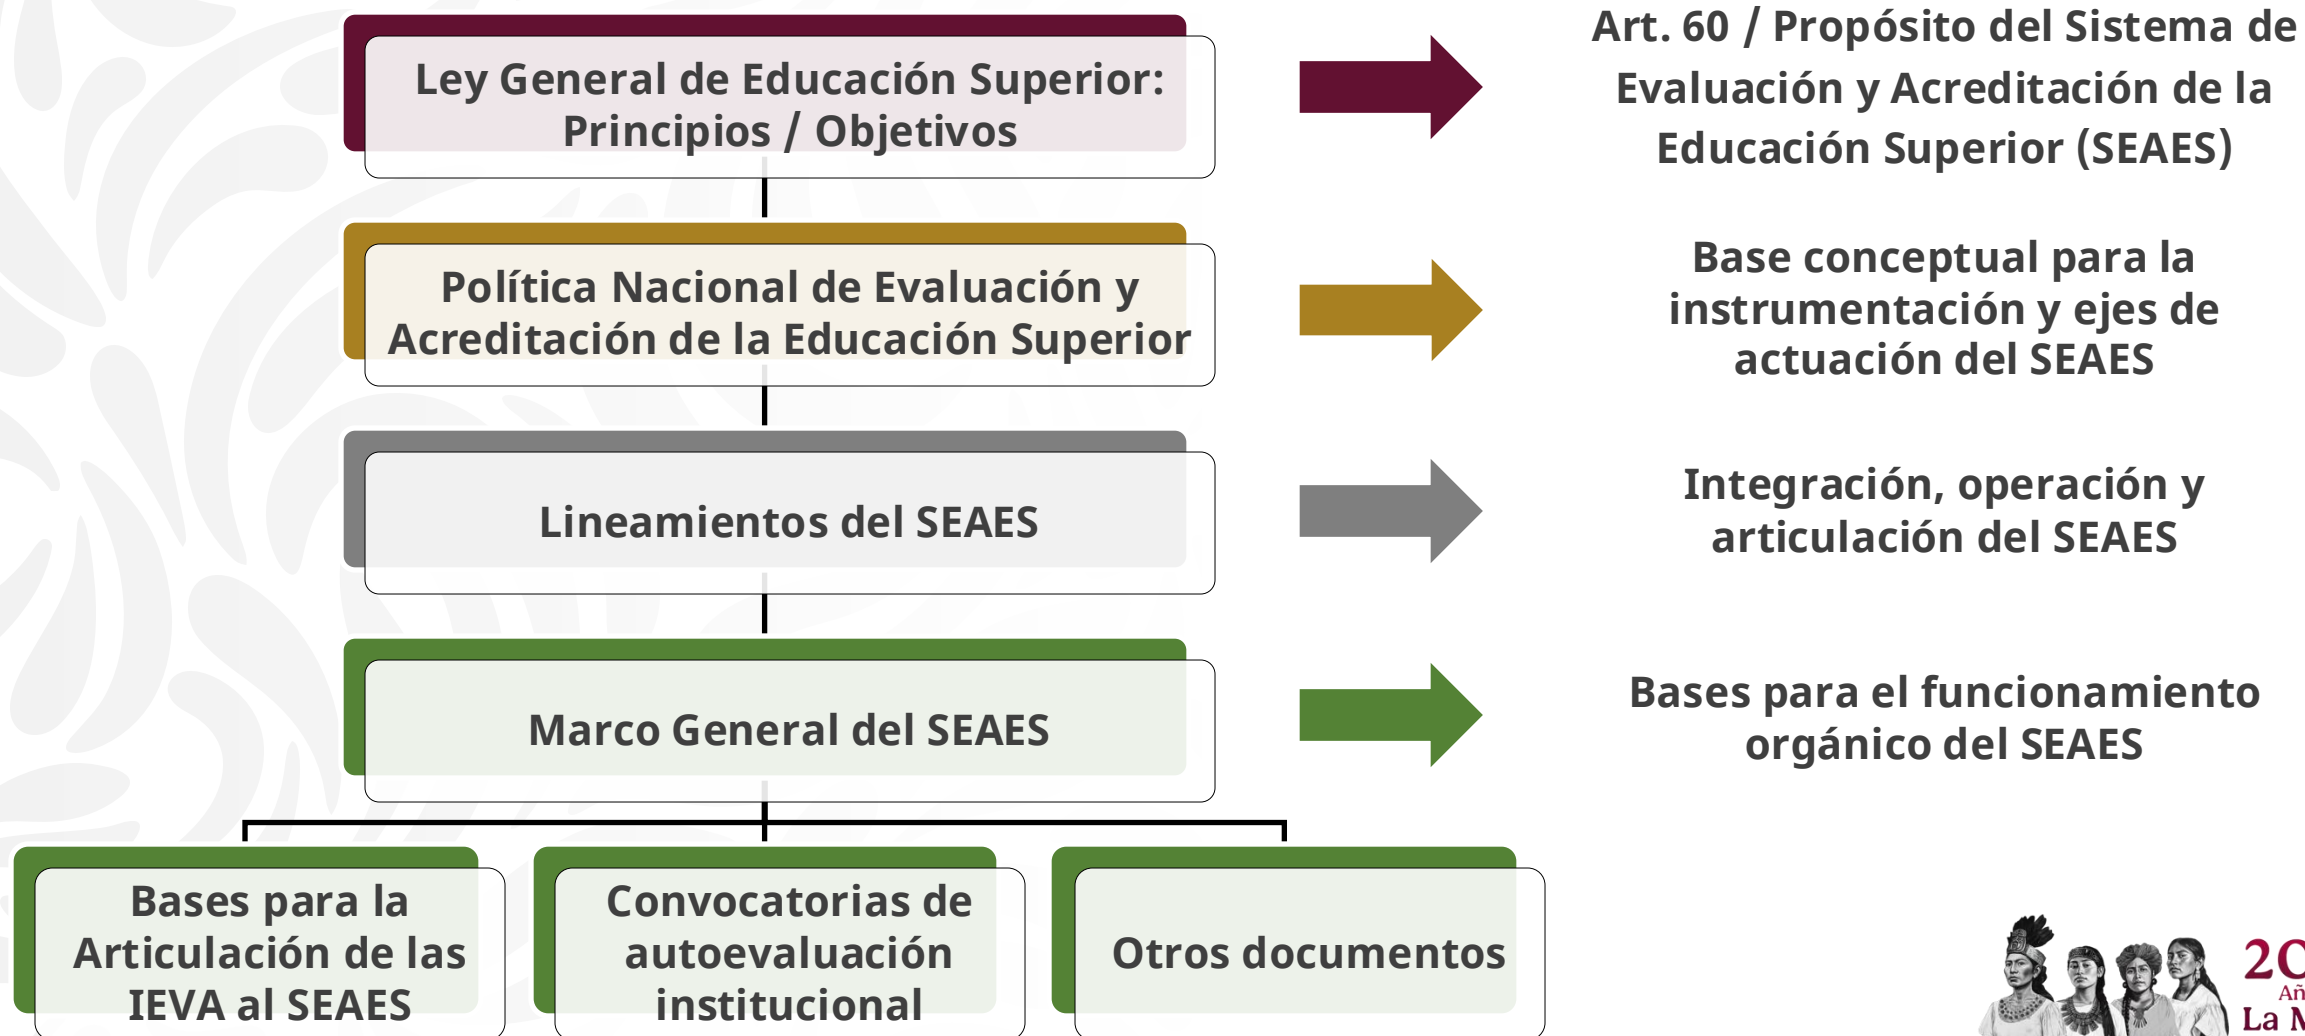 Ley General de Educación Superior:
Principios / Objetivos
Art. 60 / Propósito del Sistema de
Evaluación y Acreditación de la
Educación Superior (SEAES)
Política Nacional de Evaluación y
Acreditación de la Educación Superior
Base conceptual para la
instrumentación y ejes de
actuación del SEAES
Lineamientos del SEAES
Integración, operación y
articulación del SEAES
Marco General del SEAES
Bases para el funcionamiento
orgánico del SEAES
Bases para la
Articulación de las
IEVA al SEAES
Convocatorias de
autoevaluación
institucional
Otros documentos
La